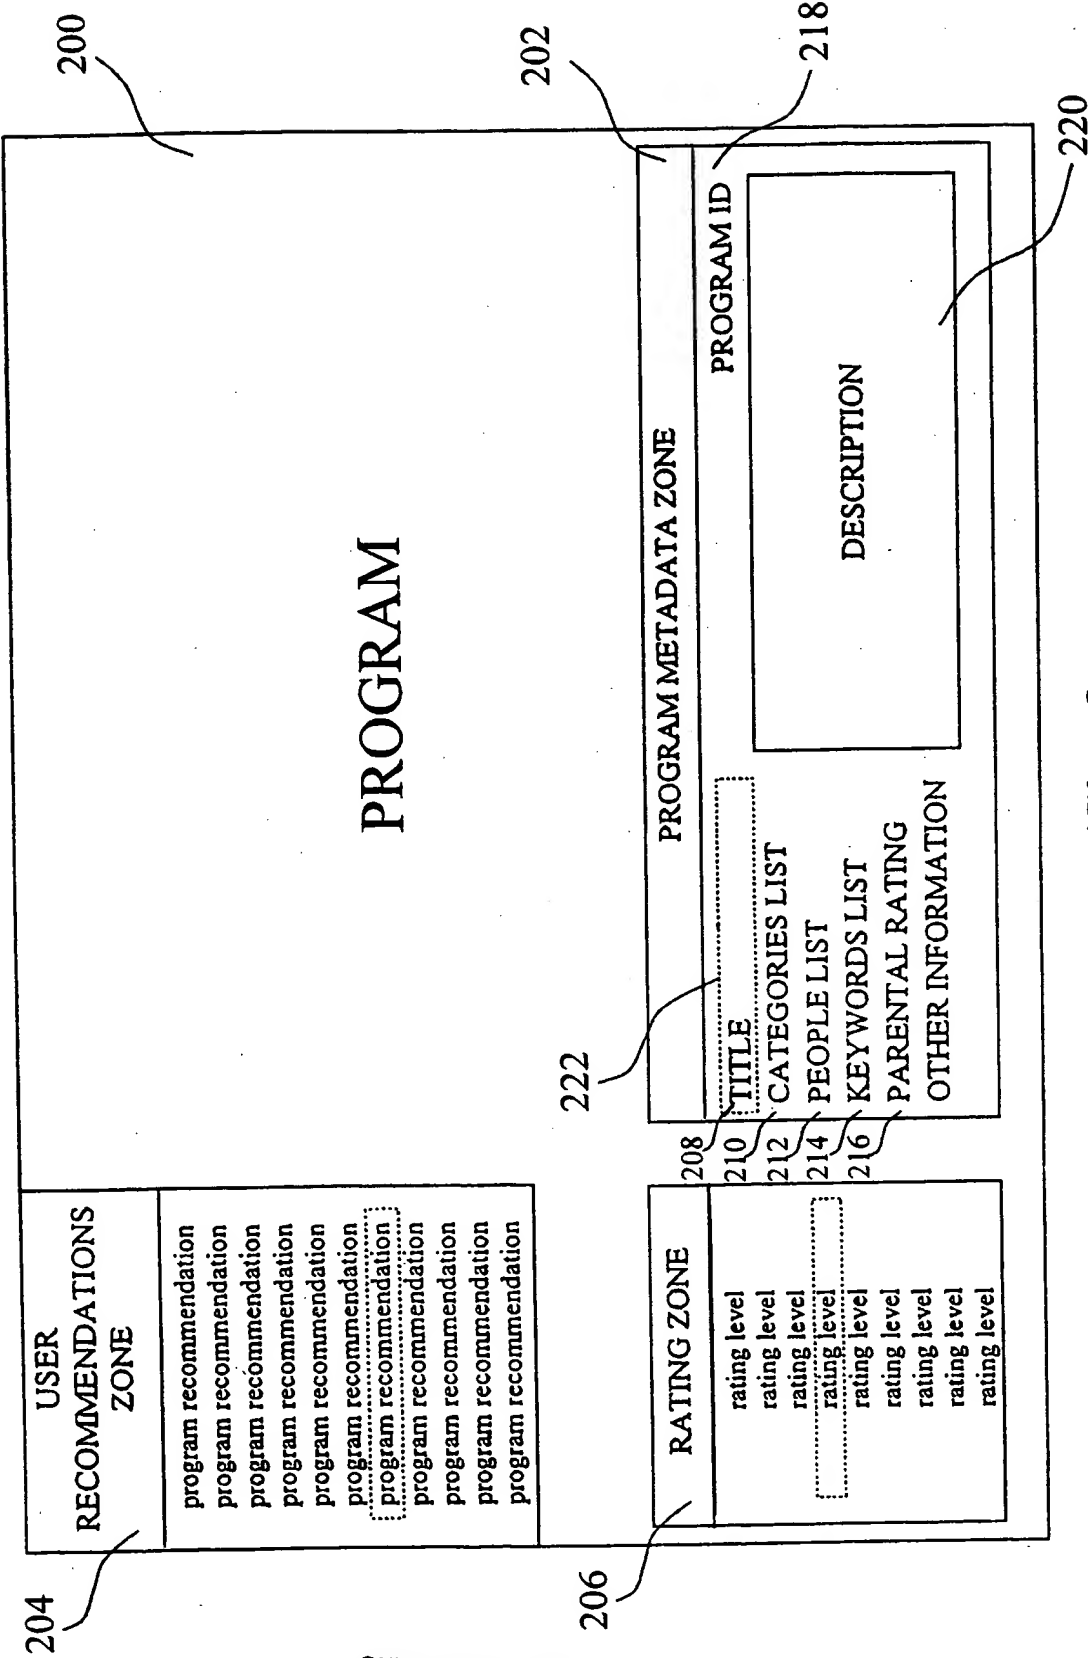 200
204
USER
RECOMMENDATIONS
ZONE
program recommendation
program recommendation
program recommendation
program recommendation
program recommendation
program recommendation
program recommendation
program recommendation
program recommendation
program recommendation
program recommendation
PROGRAM
206
RATING ZONE
rating level
rating level
rating level
rating level
rating level
rating level
rating level
rating level
rating level
222
202
PROGRAM METADATA ZONE
208 TITLE
210 CATEGORIES LIST
212 PEOPLE LIST
214 KEYWORDS LIST
216 PARENTAL RATING
OTHER INFORMATION
PROGRAM ID
218
DESCRIPTION
220